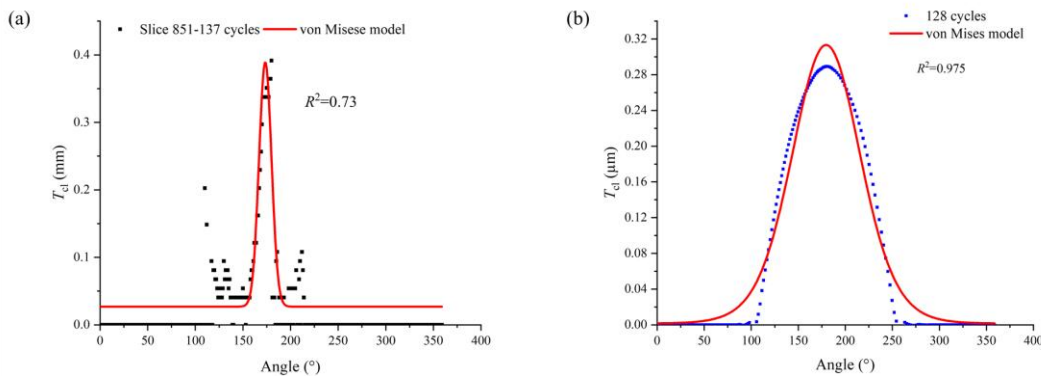 (a)
Slice 851-137 cycles
von Misese model
R²=0.73
T_cl (mm)
0.4
0.3
0.2
0.1
0.0
0 50 100 150 200 250 300 350 400
Angle (°)
(b)
128 cycles
von Mises model
R²=0.975
T_cl (μm)
0.32
0.28
0.24
0.20
0.16
0.12
0.08
0.04
0.00
0 50 100 150 200 250 300 350 400
Angle (°)